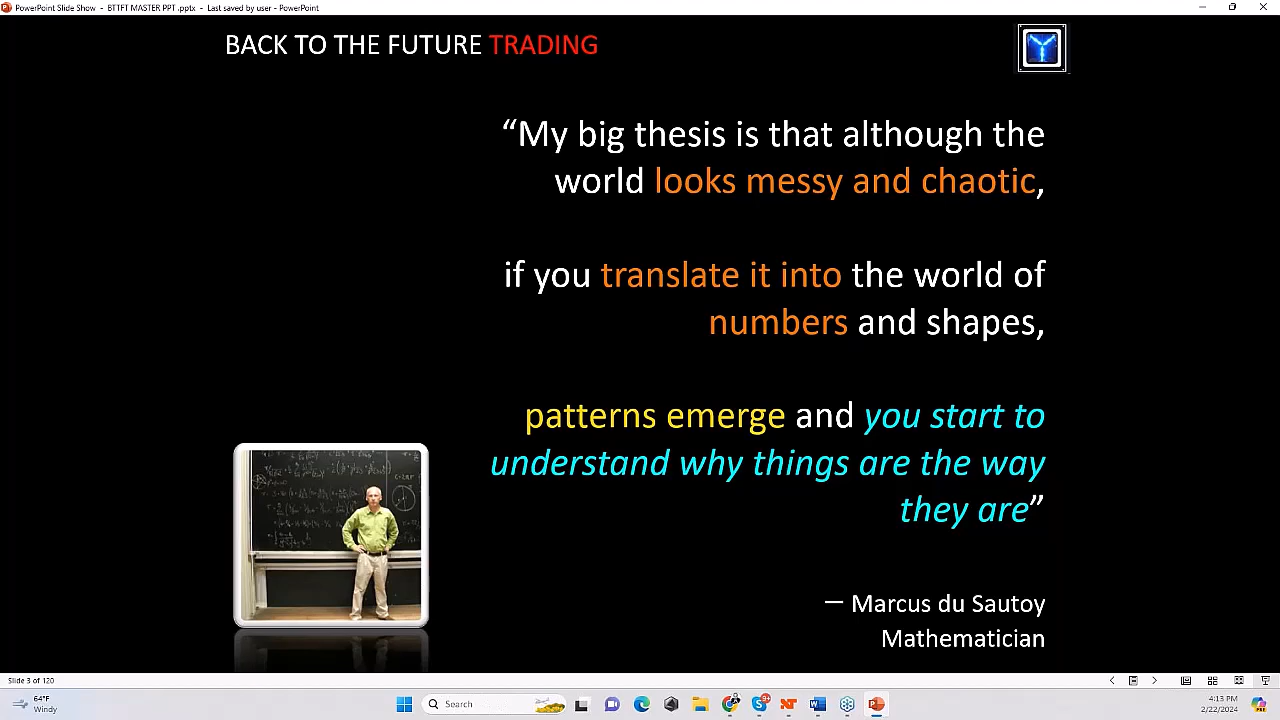 PowerPoint Slide Show - BTTFT MASTER PPT .pptx - Last saved by user - PowerPoint
BACK TO THE FUTURE TRADING
“My big thesis is that although the
world looks messy and chaotic,
if you translate it into the world of
numbers and shapes,
patterns emerge and you start to
understand why things are the way
they are”
— Marcus du Sautoy
Mathematician
Slide 3 of 120
64°F
Windy
Search
4:13 PM
2/22/2024